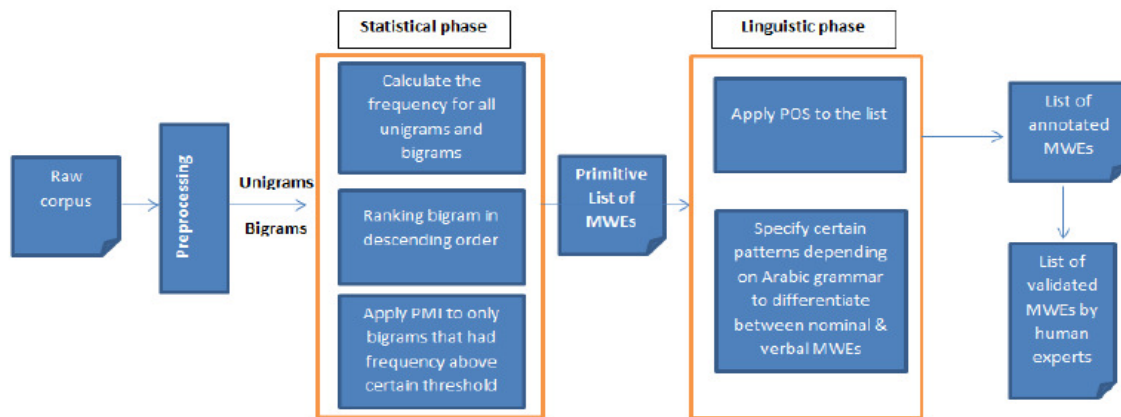 Statistical phase
Linguistic phase
Raw
corpus
Preprocessing
Unigrams
Bigrams
Calculate the
frequency for all
unigrams and
bigrams
Ranking bigram in
descending order
Apply PMI to only
bigrams that had
frequency above
certain threshold
Primitive
List of
MWEs
Apply POS to the list
Specify certain
patterns depending
on Arabic grammar
to differentiate
between nominal &
verbal MWEs
List of
annotated
MWEs
List of
validated
MWEs by
human
experts